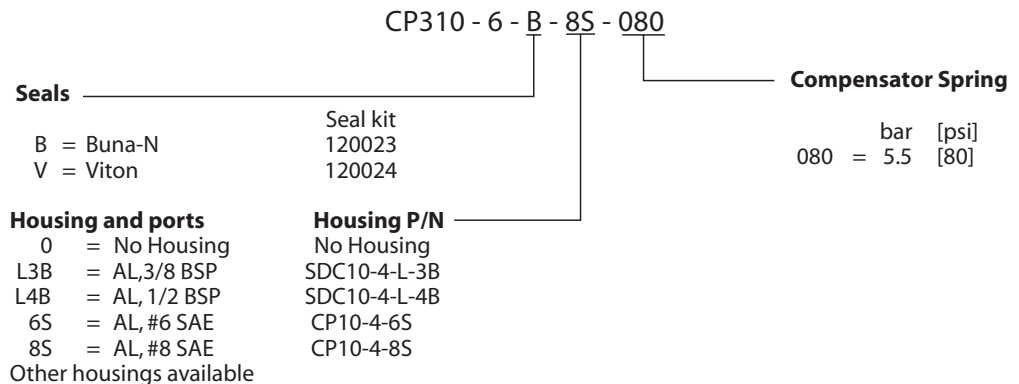 CP310 - 6 - B - 8S - 080
Seals
Seal kit
B = Buna-N 120023
V = Viton 120024
Compensator Spring
bar [psi]
080 = 5.5 [80]
Housing and ports Housing P/N
0 = No Housing No Housing
L3B = AL,3/8 BSP SDC10-4-L-3B
L4B = AL, 1/2 BSP SDC10-4-L-4B
6S = AL, #6 SAE CP10-4-6S
8S = AL, #8 SAE CP10-4-8S
Other housings available